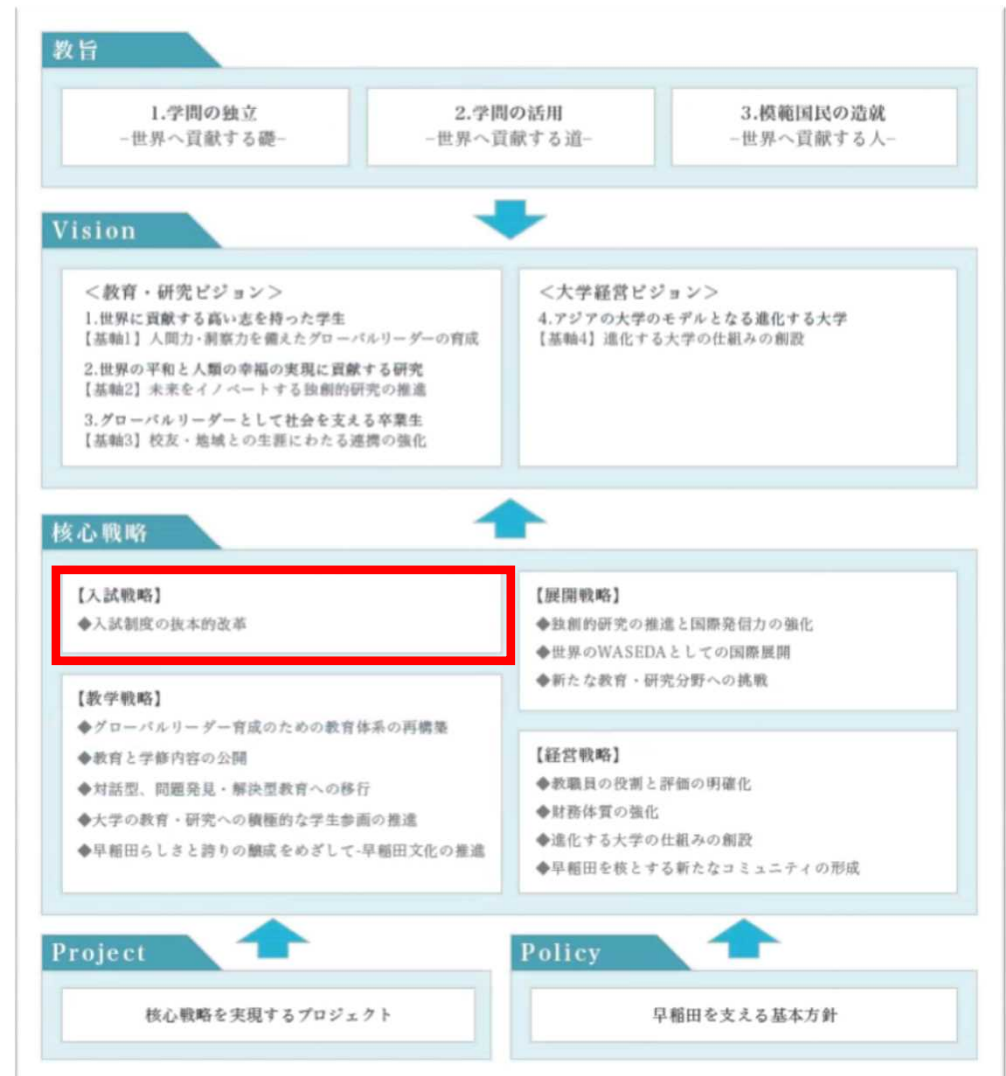 教旨
1.学問の独立
-世界へ貢献する礎-
2.学問の活用
-世界へ貢献する道-
3.模範国民の造就
-世界へ貢献する人-
Vision
＜教育・研究ビジョン＞
1.世界に貢献する高い志を持った学生
【基軸1】人間力・洞察力を備えたグローバルリーダーの育成
2.世界の平和と人類の幸福の実現に貢献する研究
【基軸2】未来をイノベートする独創的研究の推進
3.グローバルリーダーとして社会を支える卒業生
【基軸3】校友・地域との生涯にわたる連携の強化
＜大学経営ビジョン＞
4.アジアの大学のモデルとなる進化する大学
【基軸4】進化する大学の仕組みの創設
核心戦略
【入試戦略】
◆入試制度の抜本的改革
【教学戦略】
◆グローバルリーダー育成のための教育体系の再構築
◆教育と学修内容の公開
◆対話型、問題発見・解決型教育への移行
◆大学の教育・研究への積極的な学生参画の推進
◆早稲田らしさと誇りの醸成をめざして-早稲田文化の推進
【展開戦略】
◆独創的研究の推進と国際発信力の強化
◆世界のWASEDAとしての国際展開
◆新たな教育・研究分野への挑戦
【経営戦略】
◆教職員の役割と評価の明確化
◆財務体質の強化
◆進化する大学の仕組みの創設
◆早稲田を核とする新たなコミュニティの形成
Project
核心戦略を実現するプロジェクト
Policy
早稲田を支える基本方針